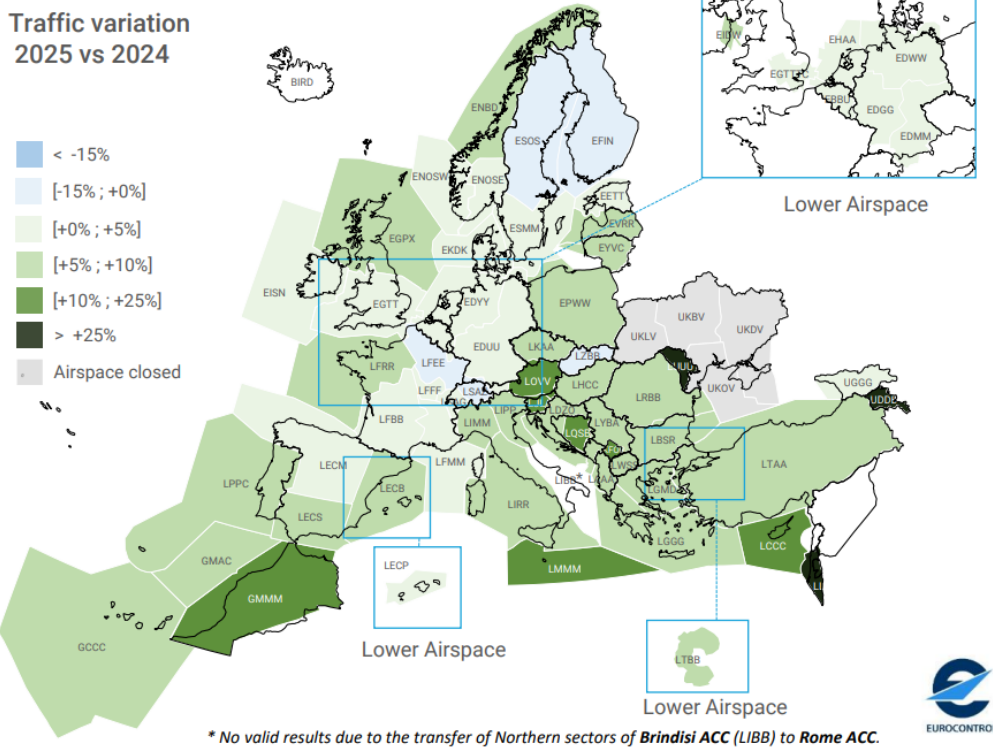 Traffic variation
2025 vs 2024
< -15%
[-15% ; +0%]
[+0% ; +5%]
[+5% ; +10%]
[+10% ; +25%]
> +25%
Airspace closed
BIRD
ENBD
ESOS
EFIN
ENOSW
ENOSE
EETT
EVRR
EYVC
ESMM
EKDK
EGPX
EISN
EGTT
EDYY
EPWW
UKBV
UKLV
UKDV
UKOV
EDUU
LKAA
LZBB
LFRR
LFEE
LFFF
LOVV
LHCC
LRBB
UGGG
LFBB
LIMM
LIPP
LDZO
LQSB
LYBA
LBSR
LTAA
LPPC
LECM
LFMM
LECB
LECS
LIRR
LIBB*
LGMD
LGGG
LCCC
GMAC
GMMM
GCCC
LMMM
EIDW
EHAA
EDWW
EGTTTC
EBBU
EDGG
EDMM
Lower Airspace
LECP
Lower Airspace
LTBB
Lower Airspace
* No valid results due to the transfer of Northern sectors of Brindisi ACC (LIBB) to Rome ACC.